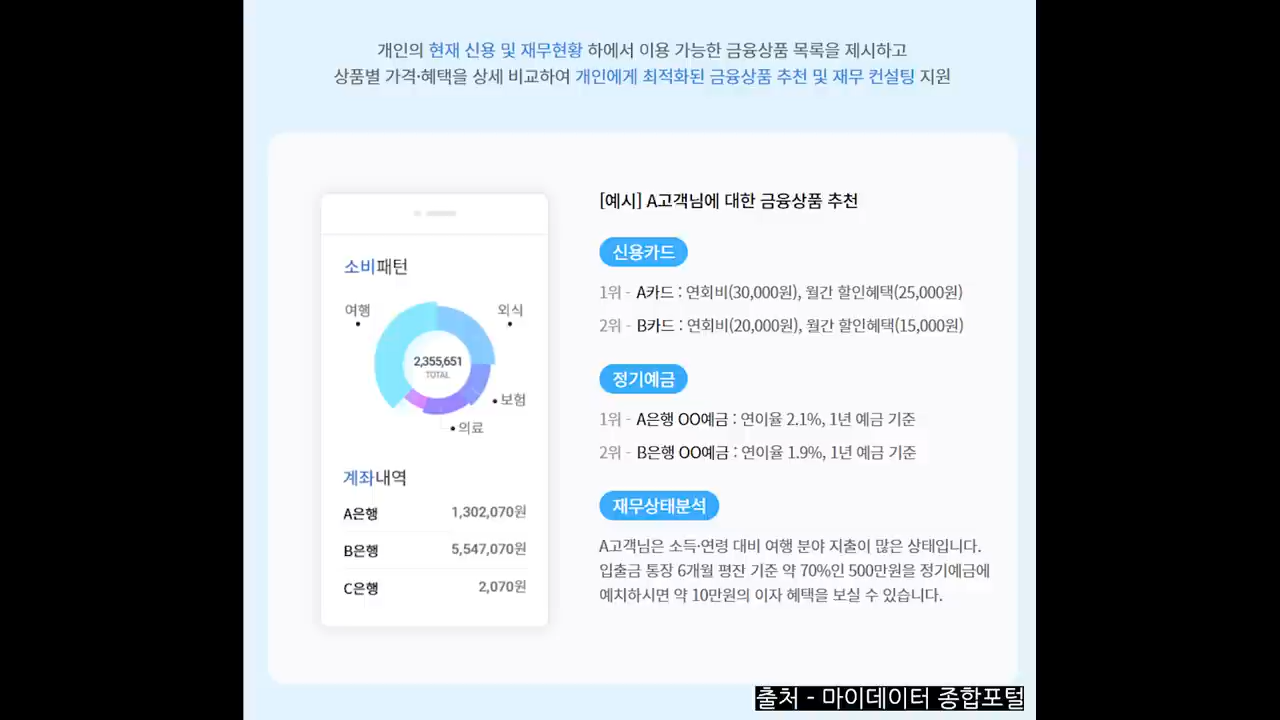 개인의 현재 신용 및 재무현황 하에서 이용 가능한 금융상품 목록을 제시하고
상품별 가격·혜택을 상세 비교하여 개인에게 최적화된 금융상품 추천 및 재무 컨설팅 지원
소비패턴
여행
외식
2,355,651
TOTAL
보험
의료
계좌내역
A은행 1,302,070원
B은행 5,547,070원
C은행 2,070원
[예시] A고객님에 대한 금융상품 추천
신용카드
1위 - A카드 : 연회비(30,000원), 월간 할인혜택(25,000원)
2위 - B카드 : 연회비(20,000원), 월간 할인혜택(15,000원)
정기예금
1위 - A은행 OO예금 : 연이율 2.1%, 1년 예금 기준
2위 - B은행 OO예금 : 연이율 1.9%, 1년 예금 기준
재무상태분석
A고객님은 소득·연령 대비 여행 분야 지출이 많은 상태입니다.
입출금 통장 6개월 평잔 기준 약 70%인 500만원을 정기예금에
예치하시면 약 10만원의 이자 혜택을 보실 수 있습니다.
출처 - 마이데이터 종합포털